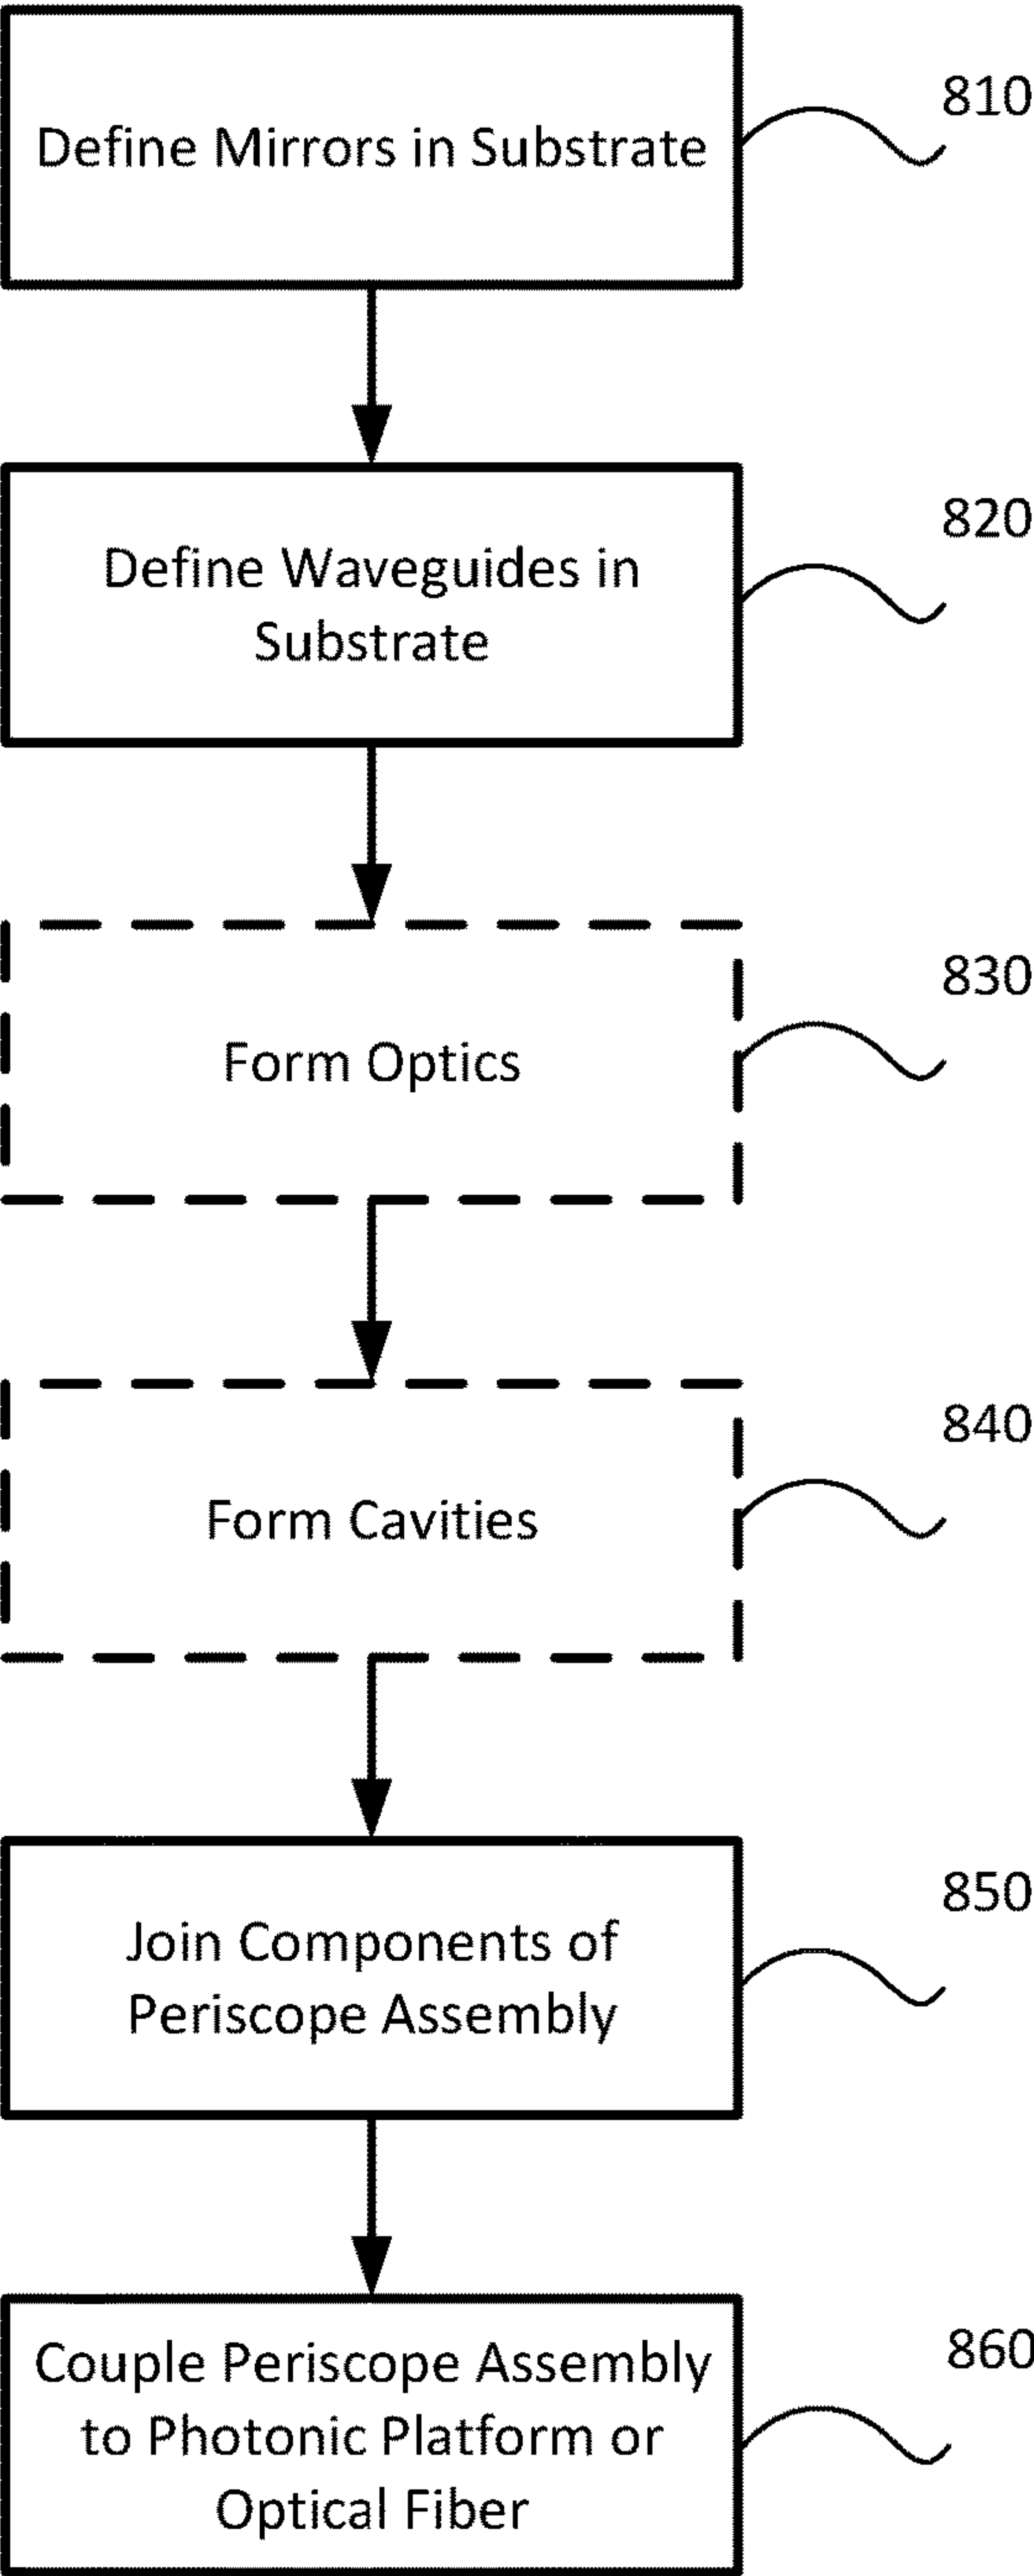 810
Define Mirrors in Substrate
820
Define Waveguides in
Substrate
830
Form Optics
840
Form Cavities
850
Join Components of
Periscope Assembly
860
Couple Periscope Assembly
to Photonic Platform or
Optical Fiber